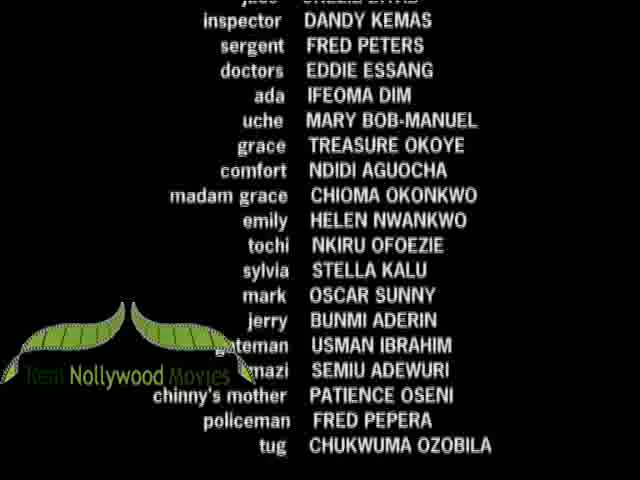 inspector DANDY KEMAS
sergent FRED PETERS
doctors EDDIE ESSANG
ada IFEOMA DIM
uche MARY BOB-MANUEL
grace TREASURE OKOYE
comfort NDIDI AGUOCHA
madam grace CHIOMA OKONKWO
emily HELEN NWANKWO
tochi NKIRU OFOEZIE
sylvia STELLA KALU
mark OSCAR SUNNY
jerry BUNMI ADERIN
gateman USMAN IBRAHIM
mazi SEMIU ADEWURI
Real Nollywood Movies
chinny's mother PATIENCE OSENI
policeman FRED PEPERA
tug CHUKWUMA OZOBILA